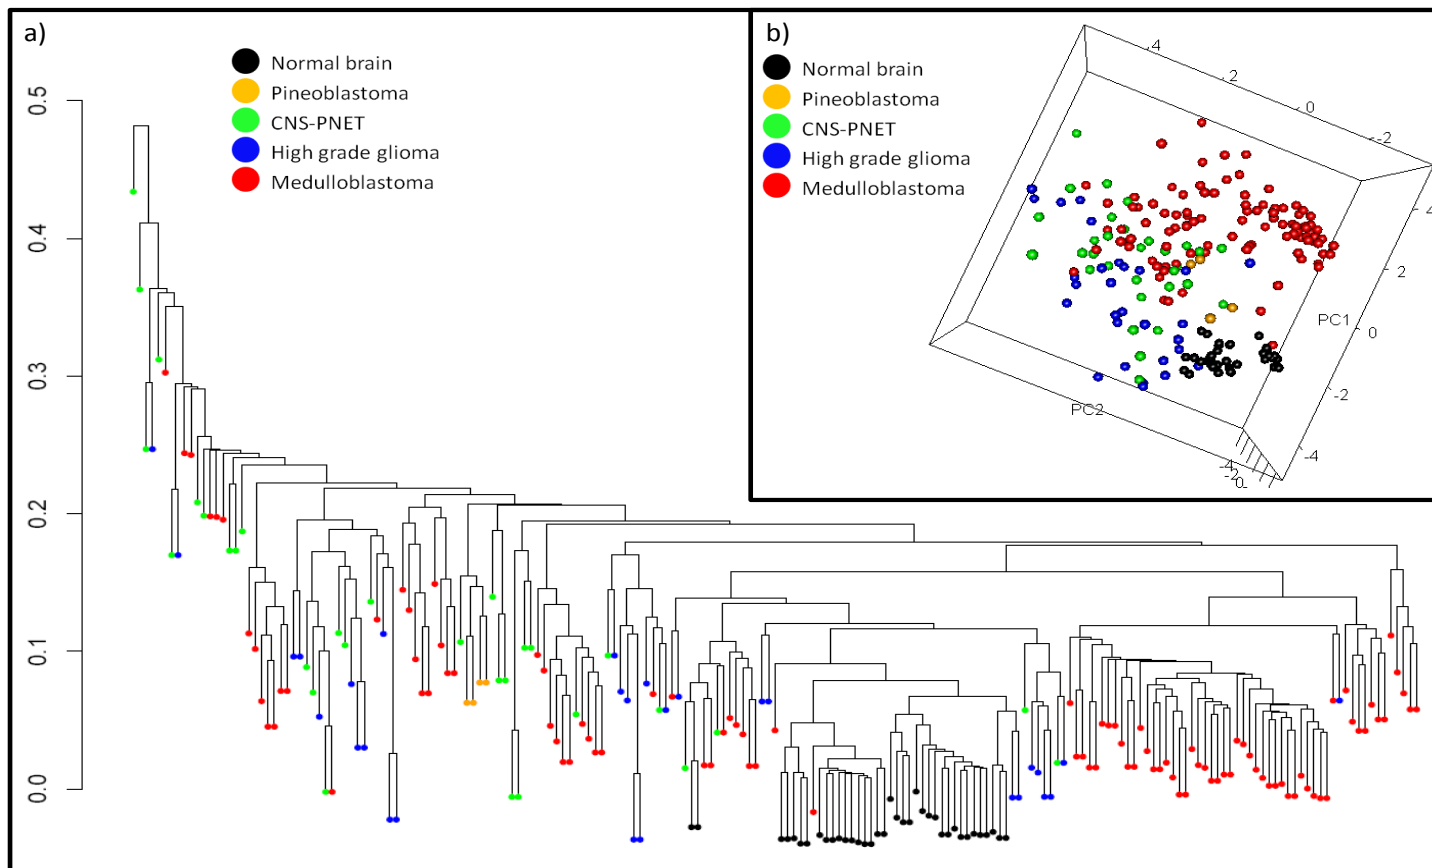 a)
Normal brain
Pineoblastoma
CNS-PNET
High grade glioma
Medulloblastoma
0.5
0.4
0.3
0.2
0.1
0.0
b)
Normal brain
Pineoblastoma
CNS-PNET
High grade glioma
Medulloblastoma
4
2
0
-2
4
2
0
-2
-4
PC1
PC2
-4
-2
0